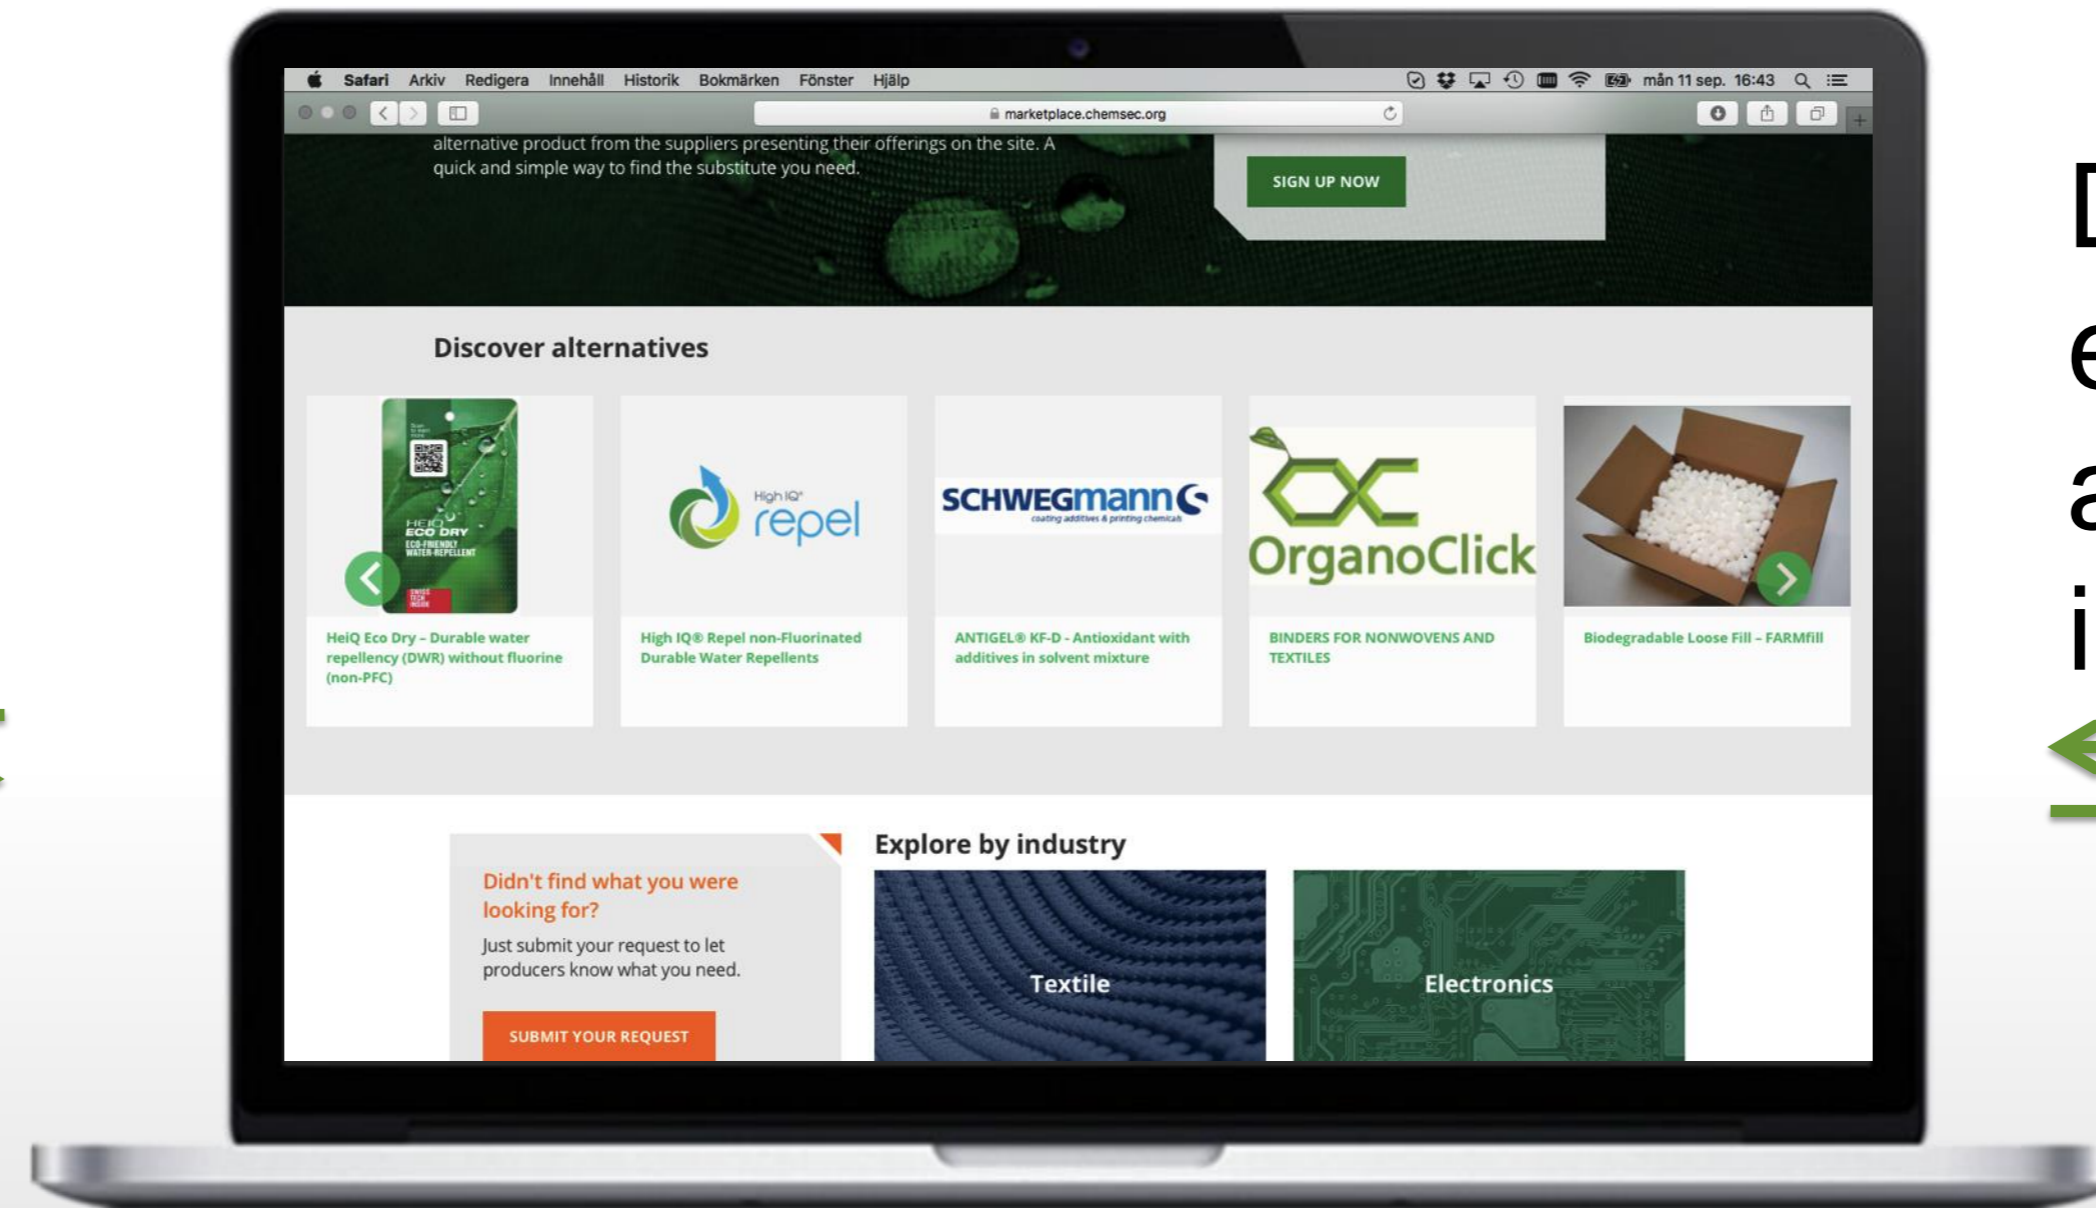 Safari Arkiv Redigera Innehåll Historik Bokmärken Fönster Hjälp mån 11 sep. 16:43
marketplace.chemsec.org
alternative product from the suppliers presenting their offerings on the site. A
quick and simple way to find the substitute you need.
SIGN UP NOW
Discover alternatives
HEIQ
ECO DRY
ECO-FRIENDLY
WATER-REPELLENT
SWISS
TECH
INSIDE
High IQ®
repel
SCHWEGmann
coating additives & printing chemicals
OrganoClick
HeiQ Eco Dry – Durable water
repellency (DWR) without fluorine
(non-PFC)
High IQ® Repel non-Fluorinated
Durable Water Repellents
ANTIGEL® KF-D - Antioxidant with
additives in solvent mixture
BINDERS FOR NONWOVENS AND
TEXTILES
Biodegradable Loose Fill – FARMfill
Didn't find what you were
looking for?
Just submit your request to let
producers know what you need.
SUBMIT YOUR REQUEST
Explore by industry
Textile
Electronics